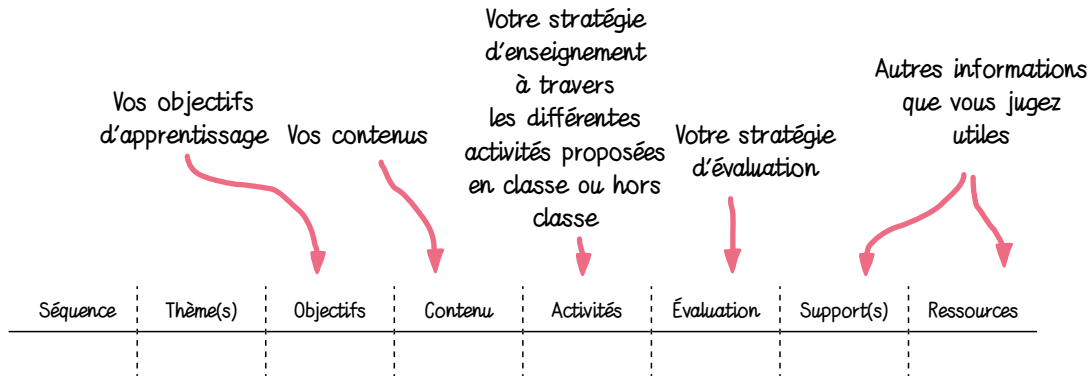 Vos objectifs
d'apprentissage
Vos contenus
Votre stratégie
d'enseignement
à travers
les différentes
activités proposées
en classe ou hors
classe
Votre stratégie
d'évaluation
Autres informations
que vous jugez
utiles
Séquence Thème(s) Objectifs Contenu Activités Évaluation Support(s) Ressources